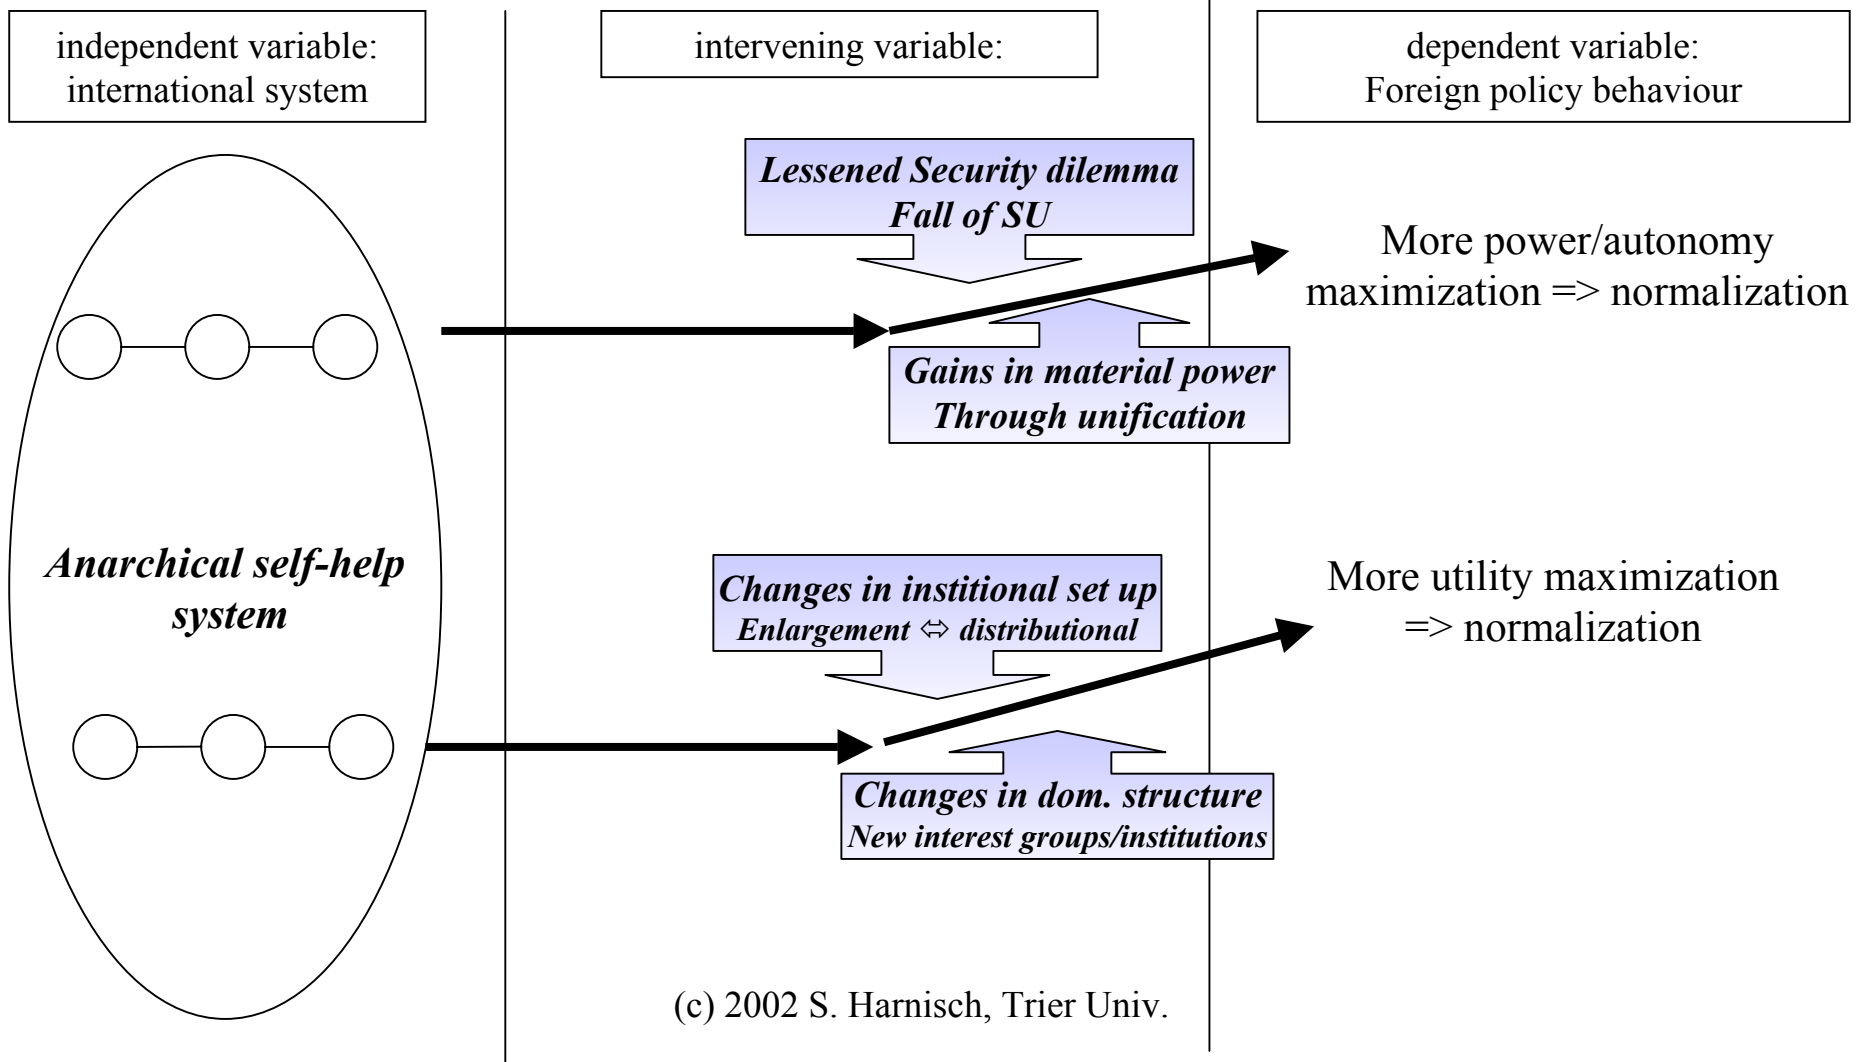 independent variable:
international system
intervening variable:
dependent variable:
Foreign policy behaviour
Lessened Security dilemma
Fall of SU
More power/autonomy
maximization => normalization
Gains in material power
Through unification
Anarchical self-help
system
Changes in institional set up
Enlargement ⇔ distributional
More utility maximization
=> normalization
Changes in dom. structure
New interest groups/institutions
(c) 2002 S. Harnisch, Trier Univ.